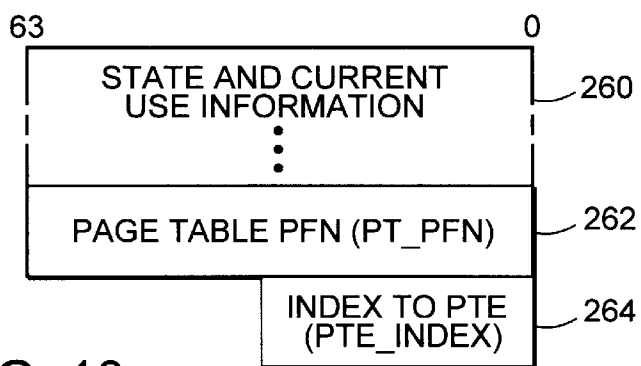 63 0
STATE AND CURRENT
USE INFORMATION
260
PAGE TABLE PFN (PT_PFN)
262
INDEX TO PTE
(PTE_INDEX)
264